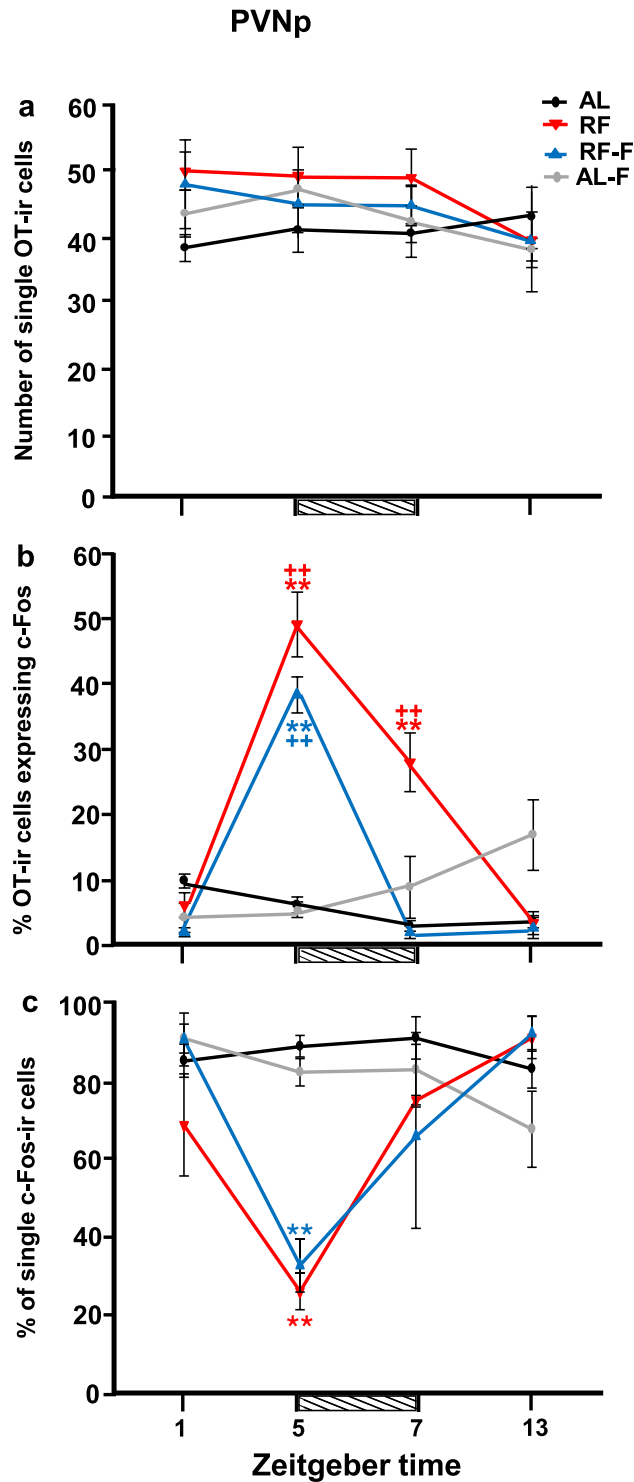 PVNp
a
AL
RF
RF-F
AL-F
Number of single OT-ir cells
60
50
40
30
20
10
0
b
% OT-ir cells expressing c-Fos
60
50
40
30
20
10
0
++
**
**
++
++
**
c
% of single c-Fos-ir cells
100
80
60
40
20
0
**
**
1 5 7 13
Zeitgeber time